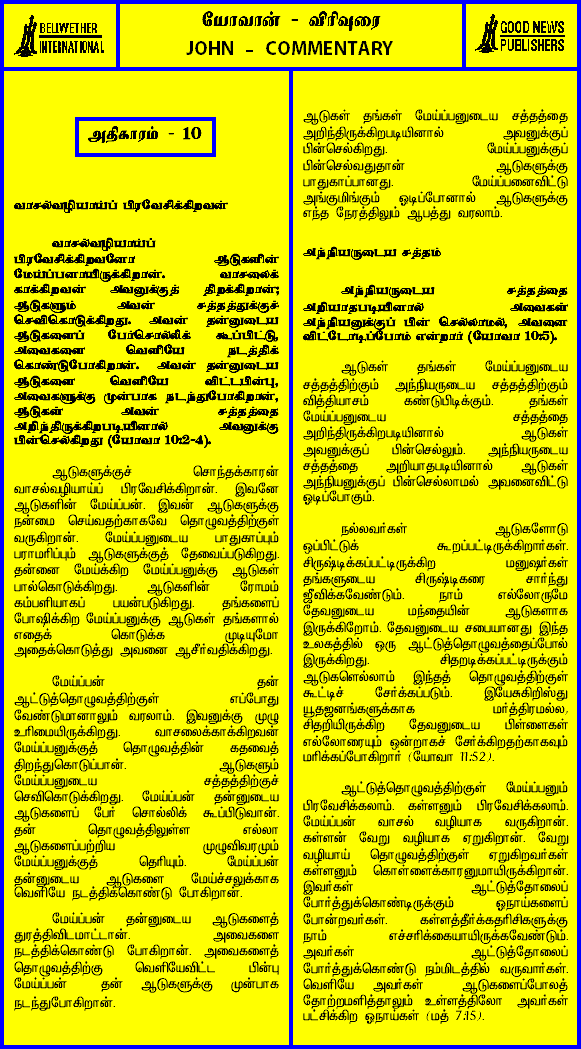 BELWETHER
INTERNATIONAL
யோவான் - விரிவுரை
JOHN - COMMENTARY
GOOD NEWS
PUBLISHERS
அதிகாரம் - 10
வாசல்வழியாய்ப் பிரவேசிக்கிறவன்
வாசல்வழியாய்ப்
பிரவேசிக்கிறவனோ ஆடுகளின்
மேய்ப்பனாயிருக்கிறான். வாசலைக்
காக்கிறவன் அவனுக்குத் திறக்கிறான்;
ஆடுகளும் அவன் சத்தத்துக்குச்
செவிகொடுக்கிறது. அவன் தன்னுடைய
ஆடுகளைப் பேர்சொல்லிக் கூப்பிட்டு,
அவைகளை வெளியே நடத்திக்
கொண்டுபோகிறான். அவன் தன்னுடைய
ஆடுகளை வெளியே விட்டபின்பு,
அவைகளுக்கு முன்பாக நடந்துபோகிறான்,
ஆடுகள் அவன் சத்தத்தை
அறிந்திருக்கிறபடியினால் அவனுக்கு
பின்செல்கிறது (யோவா 10:2-4).
ஆடுகளுக்குச் சொந்தக்காரன்
வாசல்வழியாய்ப் பிரவேசிக்கிறான். இவனே
ஆடுகளின் மேய்ப்பன். இவன் ஆடுகளுக்கு
நன்மை செய்வதற்காகவே தொழுவத்திற்குள்
வருகிறான். மேய்ப்பனுடைய பாதுகாப்பும்
பராமரிப்பும் ஆடுகளுக்குத் தேவைப்படுகிறது.
தன்னை மேய்க்கிற மேய்ப்பனுக்கு ஆடுகள்
பால்கொடுக்கிறது. ஆடுகளின் ரோமம்
கம்பளியாகப் பயன்படுகிறது. தங்களைப்
போஷிக்கிற மேய்ப்பனுக்கு ஆடுகள் தங்களால்
எதைக் கொடுக்க முடியுமோ
அதைக்கொடுத்து அவனை ஆசீர்வதிக்கிறது.
மேய்ப்பன் தன்
ஆட்டுத்தொழுவத்திற்குள் எப்போது
வேண்டுமானாலும் வரலாம். இவனுக்கு முழு
உரிமையிருக்கிறது. வாசலைக்காக்கிறவன்
மேய்ப்பனுக்குத் தொழுவத்தின் கதவைத்
திறந்துகொடுப்பான். ஆடுகளும்
மேய்ப்பனுடைய சத்தத்திற்குச்
செவிகொடுக்கிறது. மேய்ப்பன் தன்னுடைய
ஆடுகளைப் பேர் சொல்லிக் கூப்பிடுவான்.
தன் தொழுவத்திலுள்ள எல்லா
ஆடுகளைப்பற்றிய முழுவிவரமும்
மேய்ப்பனுக்குத் தெரியும். மேய்ப்பன்
தன்னுடைய ஆடுகளை மேய்ச்சலுக்காக
வெளியே நடத்திக்கொண்டு போகிறான்.
மேய்ப்பன் தன்னுடைய ஆடுகளைத்
துரத்திவிடமாட்டான். அவைகளை
நடத்திக்கொண்டு போகிறான். அவைகளைத்
தொழுவத்திற்கு வெளியேவிட்ட பின்பு
மேய்ப்பன் தன் ஆடுகளுக்கு முன்பாக
நடந்துபோகிறான்.
ஆடுகள் தங்கள் மேய்ப்பனுடைய சத்தத்தை
அறிந்திருக்கிறபடியினால் அவனுக்குப்
பின்செல்கிறது. மேய்ப்பனுக்குப்
பின்செல்வதுதான் ஆடுகளுக்கு
பாதுகாப்பானது. மேய்ப்பனைவிட்டு
அங்குமிங்கும் ஓடிப்போனால் ஆடுகளுக்கு
எந்த நேரத்திலும் ஆபத்து வரலாம்.
அந்நியருடைய சத்தம்
அந்நியருடைய சத்தத்தை
அறியாதபடியினால் அவைகள்
அந்நியனுக்குப் பின் செல்லாமல், அவனை
விட்டோடிப்போம் என்றார் (யோவா 10:5).
ஆடுகள் தங்கள் மேய்ப்பனுடைய
சத்தத்திற்கும் அந்நியருடைய சத்தத்திற்கும்
வித்தியாசம் கண்டுபிடிக்கும். தங்கள்
மேய்ப்பனுடைய சத்தத்தை
அறிந்திருக்கிறபடியினால் ஆடுகள்
அவனுக்குப் பின்செல்லும். அந்நியருடைய
சத்தத்தை அறியாதபடியினால் ஆடுகள்
அந்நியனுக்குப் பின்செல்லாமல் அவனைவிட்டு
ஓடிப்போகும்.
நல்லவர்கள் ஆடுகளோடு
ஒப்பிட்டுக் கூறப்பட்டிருக்கிறார்கள்.
சிருஷ்டிக்கப்பட்டிருக்கிற மனுஷர்கள்
தங்களுடைய சிருஷ்டிகரை சார்ந்து
ஜீவிக்கவேண்டும். நாம் எல்லோருமே
தேவனுடைய மந்தையின் ஆடுகளாக
இருக்கிறோம். தேவனுடைய சபையானது இந்த
உலகத்தில் ஒரு ஆட்டுத்தொழுவத்தைப்போல்
இருக்கிறது. சிதறடிக்கப்பட்டிருக்கும்
ஆடுகளெல்லாம் இந்தத் தொழுவத்திற்குள்
கூட்டிச் சேர்க்கப்படும். இயேசுகிறிஸ்து
யூதஜனங்களுக்காக மாத்திரமல்ல,
சிதறியிருக்கிற தேவனுடைய பிள்ளைகள்
எல்லோரையும் ஒன்றாகச் சேர்க்கிறதற்காகவும்
மரிக்கப்போகிறார் (யோவா 11:52).
ஆட்டுத்தொழுவத்திற்குள் மேய்ப்பனும்
பிரவேசிக்கலாம். கள்ளனும் பிரவேசிக்கலாம்.
மேய்ப்பன் வாசல் வழியாக வருகிறான்.
கள்ளன் வேறு வழியாக ஏறுகிறான். வேறு
வழியாய் தொழுவத்திற்குள் ஏறுகிறவர்கள்
கள்ளனும் கொள்ளைக்காரனுமாயிருக்கிறான்.
இவர்கள் ஆட்டுத்தோலைப்
போர்த்துக்கொண்டிருக்கும் ஓநாய்களைப்
போன்றவர்கள். கள்ளத்தீர்க்கதரிசிகளுக்கு
நாம் எச்சரிக்கையாயிருக்கவேண்டும்.
அவர்கள் ஆட்டுத்தோலைப்
போர்த்துக்கொண்டு நம்மிடத்தில் வருவார்கள்.
வெளியே அவர்கள் ஆடுகளைப்போலத்
தோற்றமளித்தாலும் உள்ளத்திலோ அவர்கள்
பட்சிக்கிற ஓநாய்கள் (மத் 7:15).